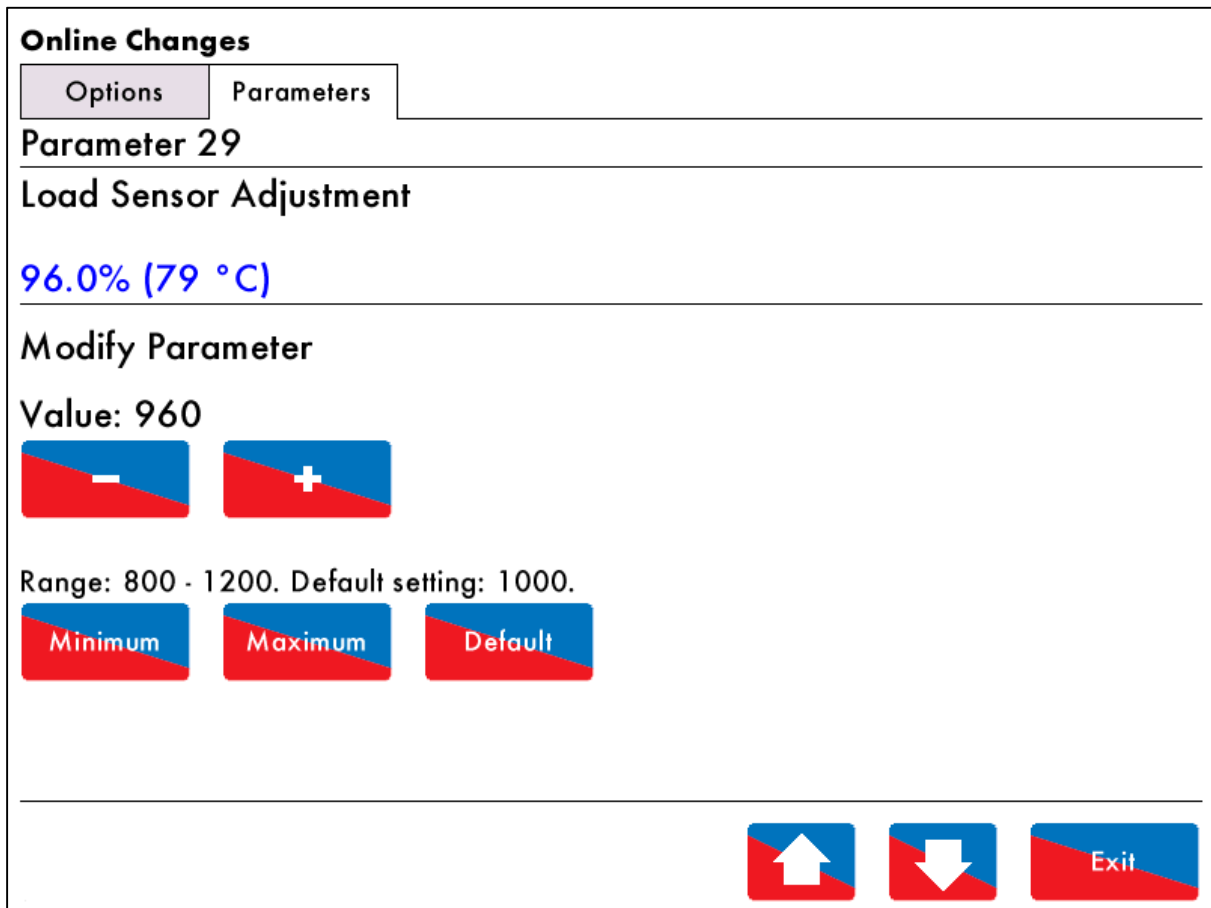 Online Changes
Options Parameters
Parameter 29
Load Sensor Adjustment
96.0% (79 °C)
Modify Parameter
Value: 960
- +
Range: 800 - 1200. Default setting: 1000.
Minimum Maximum Default
Exit